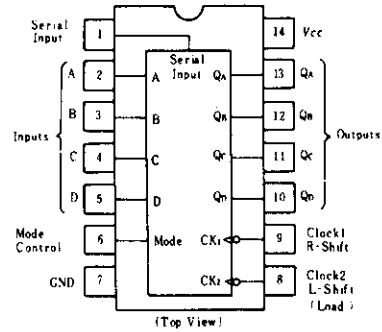 Serial
Input
1
14
Vcc
Serial
Input
A
2
A
QA
13
QA
B
3
B
QB
12
QB
Inputs
Outputs
C
4
C
QC
11
QC
D
5
D
QD
10
QD
Mode
Control
6
Mode
CK1
9
Clock1
R-Shift
GND
7
CK2
8
Clock2
L-Shift
(Load)
(Top View)